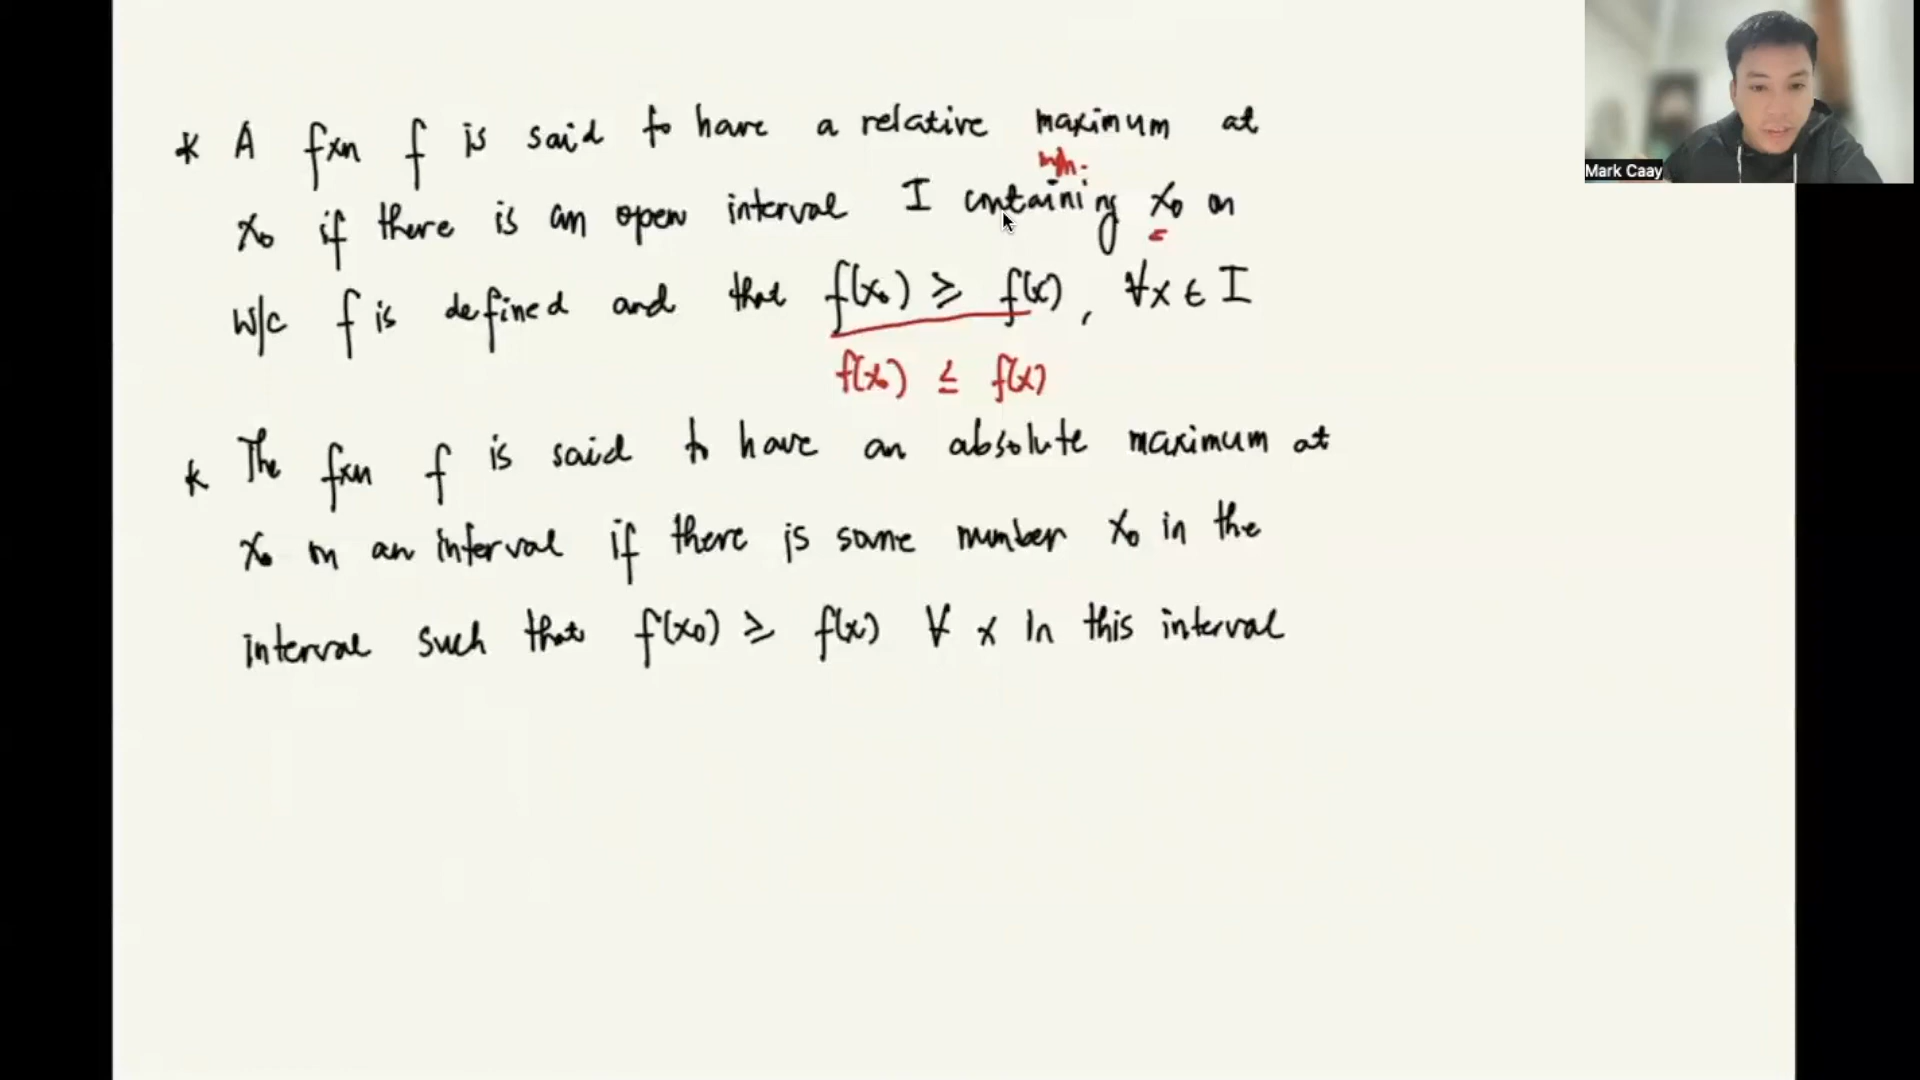 * A fxn f is said to have a relative maximum at
min.
x₀ if there is an open interval I containing x₀ on
w/c f is defined and that f(x₀) ≥ f(x), ∀x ∈ I
f(x₀) ≤ f(x)
* The fxn f is said to have an absolute maximum at
x₀ on an interval if there is some number x₀ in the
interval such that f(x₀) ≥ f(x) ∀ x in this interval
Mark Caay